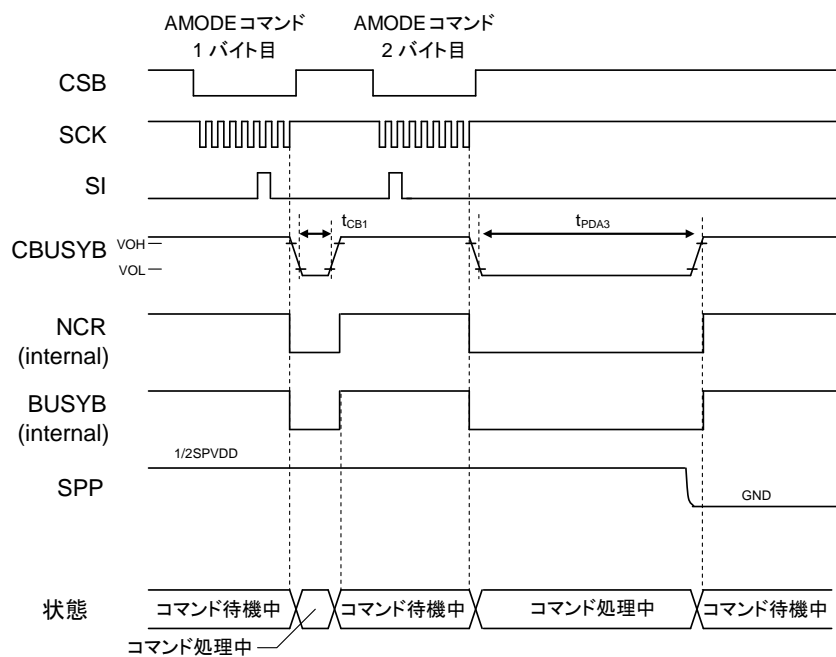 AMODEコマンド
1 バイト目
AMODEコマンド
2 バイト目
CSB
SCK
SI
tCB1
tPDA3
CBUSYB
VOH
VOL
NCR
(internal)
BUSYB
(internal)
1/2SPVDD
SPP
GND
状態
コマンド待機中
コマンド待機中
コマンド処理中
コマンド待機中
コマンド処理中